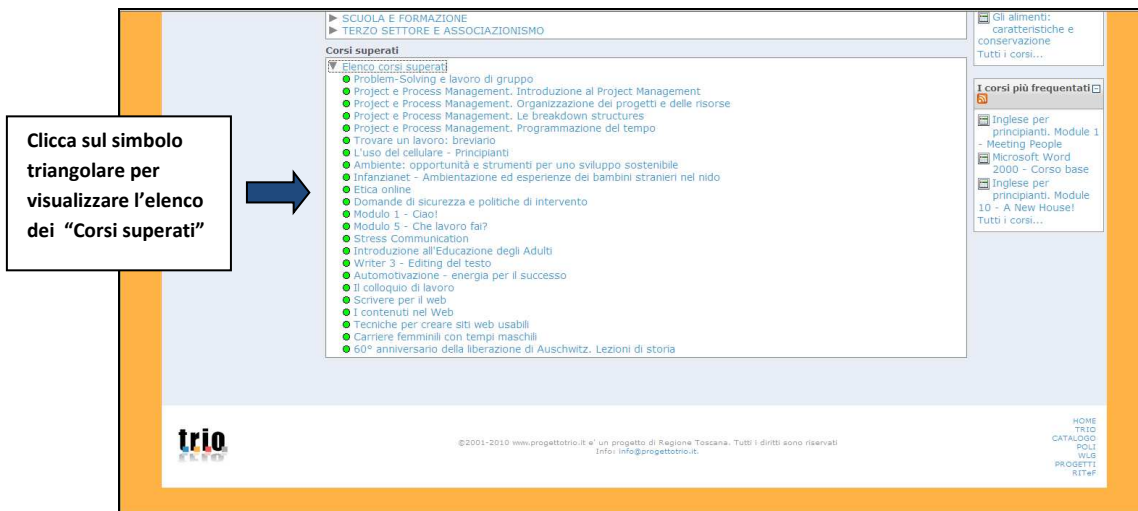 ► SCUOLA E FORMAZIONE
► TERZO SETTORE E ASSOCIAZIONISMO
Corsi superati
▼ Elenco corsi superati
Problem-Solving e lavoro di gruppo
Project e Process Management. Introduzione al Project Management
Project e Process Management. Organizzazione dei progetti e delle risorse
Project e Process Management. Le breakdown structures
Project e Process Management. Programmazione del tempo
Trovare un lavoro: breviario
L'uso del cellulare - Principianti
Ambiente: opportunità e strumenti per uno sviluppo sostenibile
Infanzianet - Ambientazione ed esperienze dei bambini stranieri nel nido
Etica online
Domande di sicurezza e politiche di intervento
Modulo 1 - Ciao!
Modulo 5 - Che lavoro fai?
Stress Communication
Introduzione all'Educazione degli Adulti
Writer 3 - Editing del testo
Automotivazione - energia per il successo
Il colloquio di lavoro
Scrivere per il web
I contenuti nel Web
Tecniche per creare siti web usabili
Carriere femminili con tempi maschili
60° anniversario della liberazione di Auschwitz. Lezioni di storia
Gli alimenti:
caratteristiche e
conservazione
Tutti i corsi...
I corsi più frequentati
Inglese per
principianti. Module 1
- Meeting People
Microsoft Word
2000 - Corso base
Inglese per
principianti. Module
10 - A New House!
Tutti i corsi...
Clicca sul simbolo
triangolare per
visualizzare l’elenco
dei “Corsi superati”
trio
©2001-2010 www.progettotrio.it e' un progetto di Regione Toscana. Tutti i diritti sono riservati
Info: info@progettotrio.it.
HOME
TRIO
CATALOGO
POLI
WLG
PROGETTI
RITeF